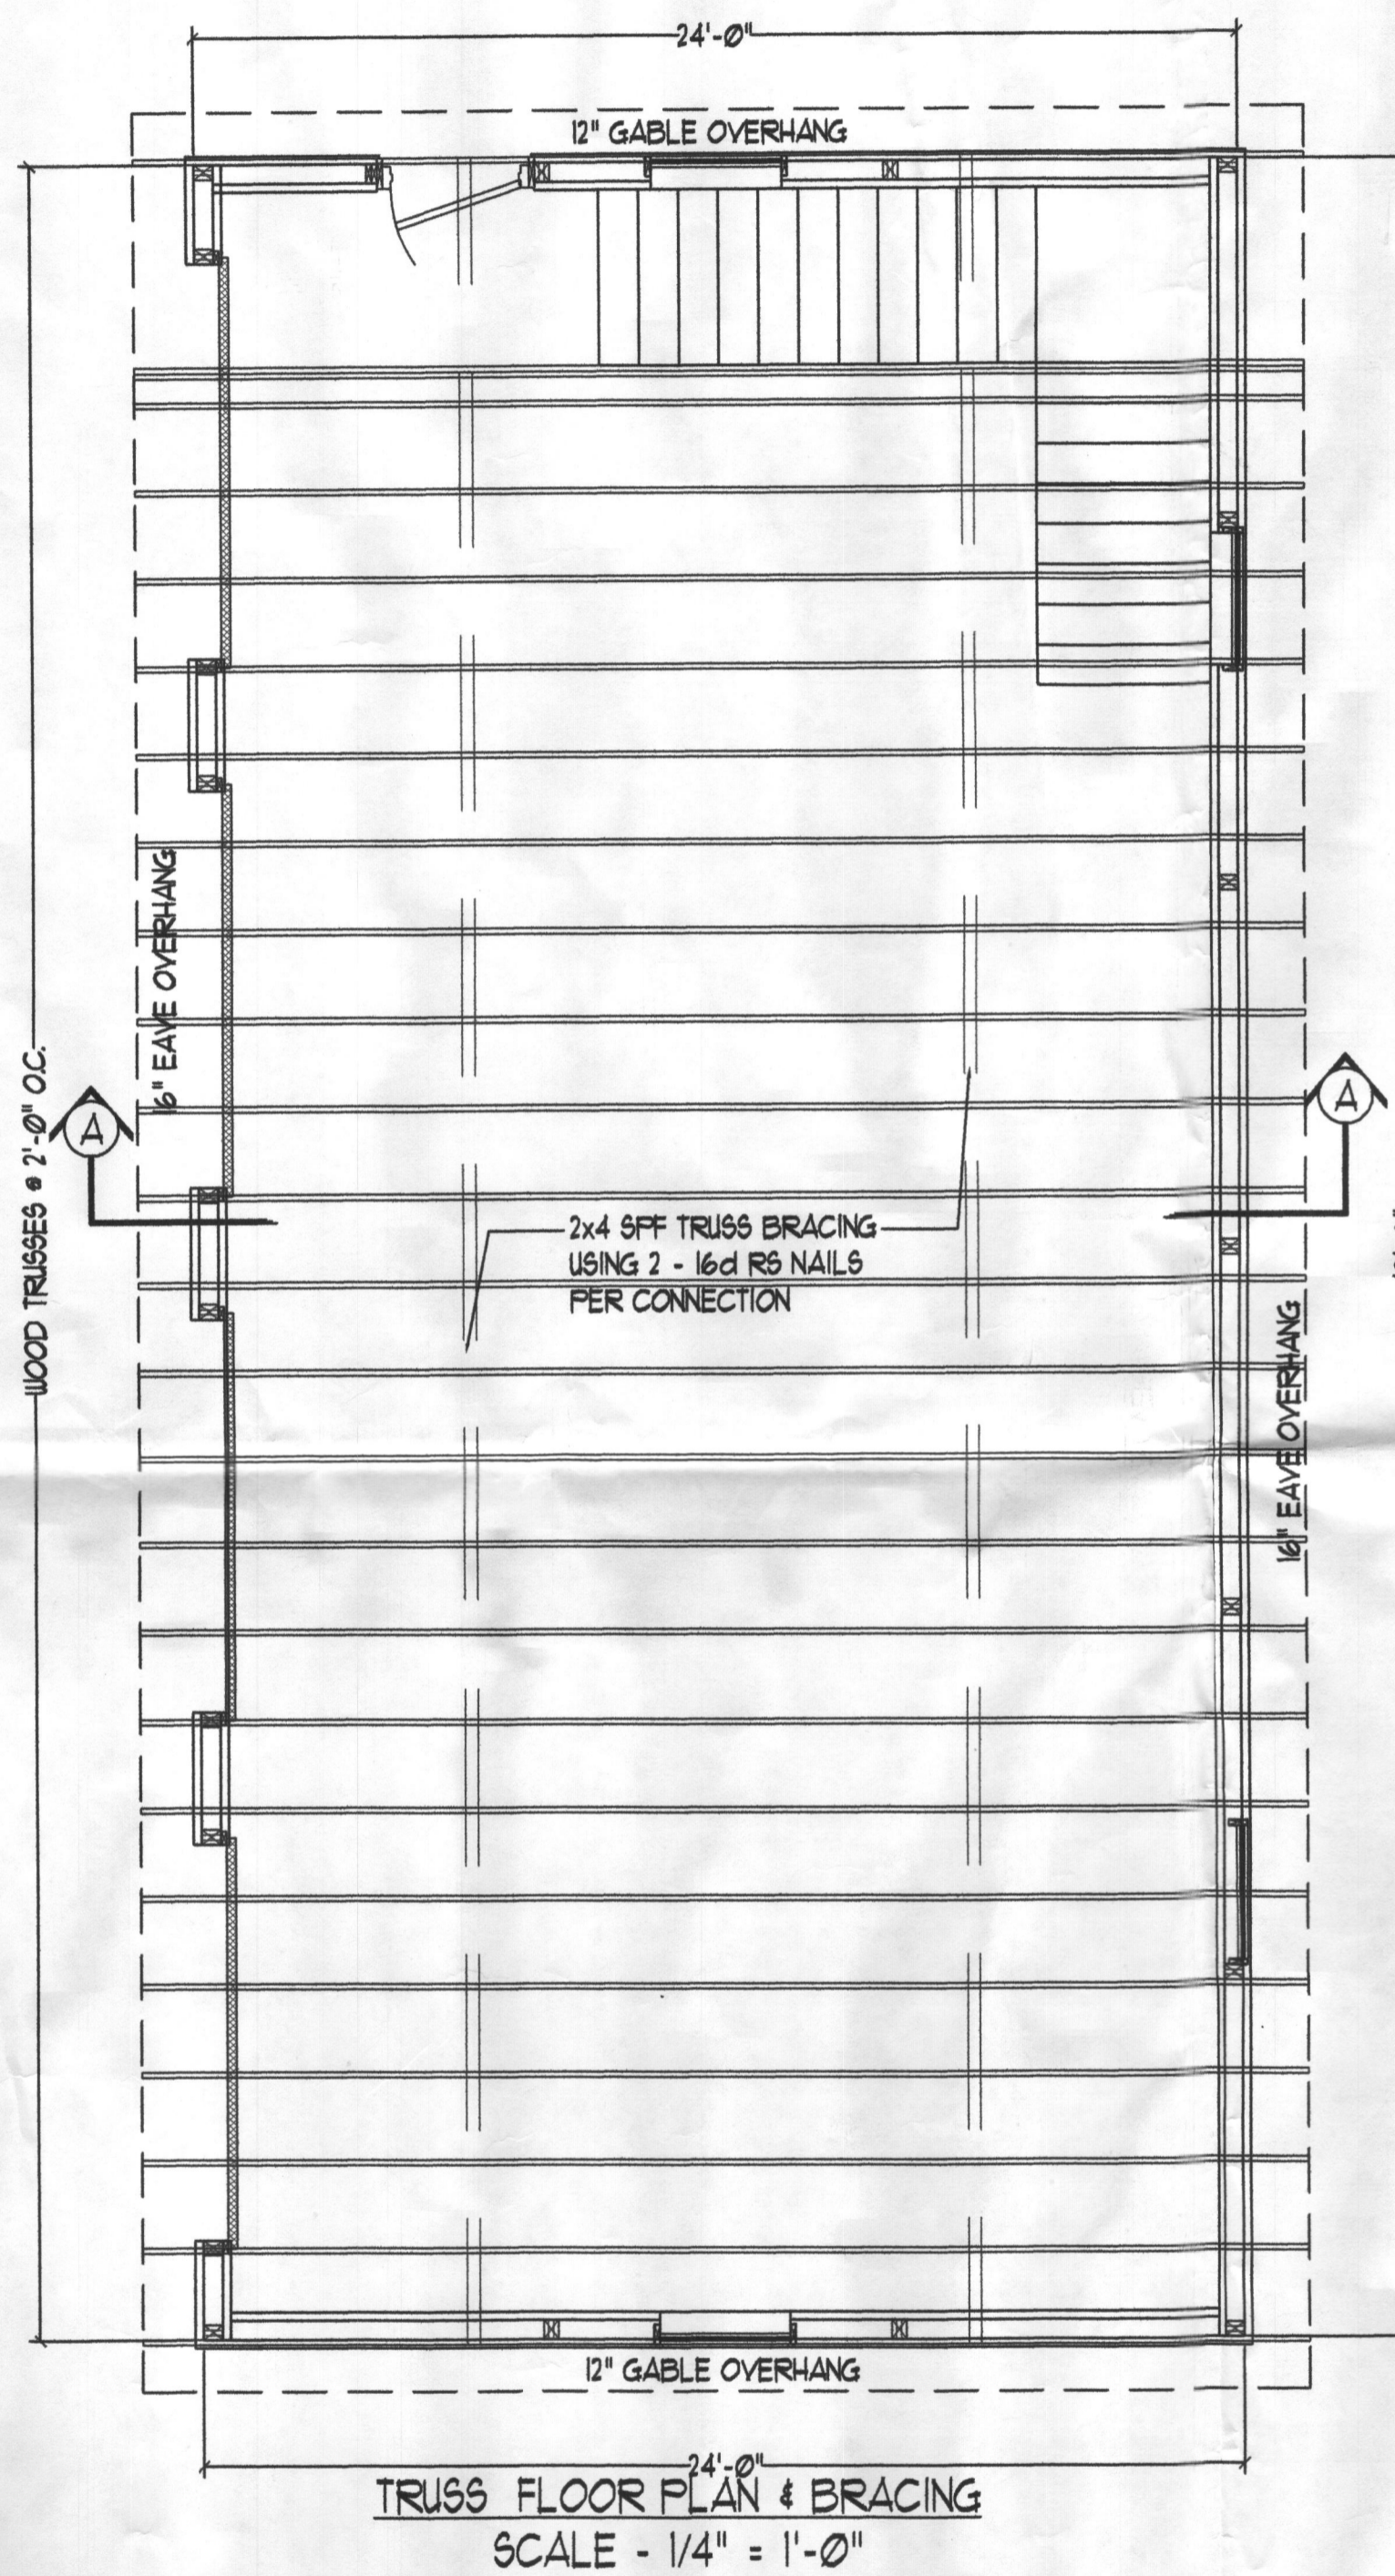 24'-0"
12" GABLE OVERHANG
WOOD TRUSSES @ 2'-0" O.C.
16" EAVE OVERHANG
A
A
2x4 SPF TRUSS BRACING
USING 2 - 16d RS NAILS
PER CONNECTION
16" EAVE OVERHANG
12" GABLE OVERHANG
24'-0"
TRUSS FLOOR PLAN & BRACING
SCALE - 1/4" = 1'-0"